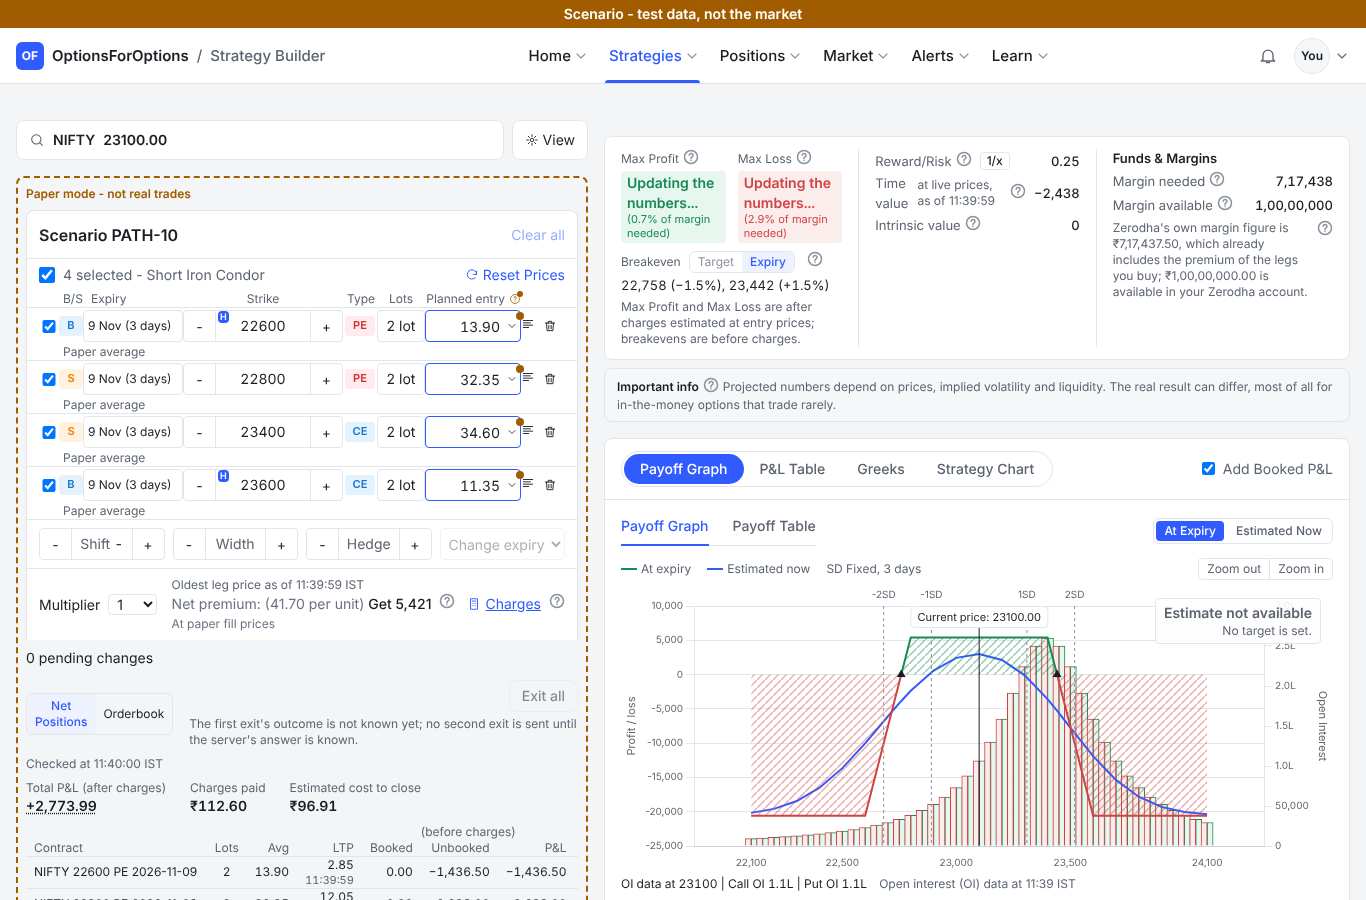 Scenario - test data, not the market
OF OptionsForOptions / Strategy Builder
Home Strategies Positions Market Alerts Learn
You
NIFTY 23100.00
View
Paper mode - not real trades
Scenario PATH-10
Clear all
4 selected - Short Iron Condor
Reset Prices
B/S Expiry Strike Type Lots Planned entry
B 9 Nov (3 days) - H 22600 + PE 2 lot 13.90
Paper average
S 9 Nov (3 days) - 22800 + PE 2 lot 32.35
Paper average
S 9 Nov (3 days) - 23400 + CE 2 lot 34.60
Paper average
B 9 Nov (3 days) - H 23600 + CE 2 lot 11.35
Paper average
- Shift - + - Width + - Hedge + Change expiry
Multiplier 1
Oldest leg price as of 11:39:59 IST
Net premium: (41.70 per unit) Get 5,421
Charges
At paper fill prices
0 pending changes
Net Positions
Orderbook
Exit all
The first exit's outcome is not known yet; no second exit is sent until
the server's answer is known.
Checked at 11:40:00 IST
Total P&L (after charges) Charges paid Estimated cost to close
+2,773.99 ₹112.60 ₹96.91
(before charges)
Contract Lots Avg LTP Booked Unbooked P&L
NIFTY 22600 PE 2026-11-09 2 13.90 2.85 0.00 −1,436.50 −1,436.50
11:39:59
12.05
Max Profit
Updating the
numbers...
(0.7% of margin
needed)
Max Loss
Updating the
numbers...
(2.9% of margin
needed)
Breakeven Target Expiry
22,758 (−1.5%), 23,442 (+1.5%)
Max Profit and Max Loss are after
charges estimated at entry prices;
breakevens are before charges.
Reward/Risk 1/x 0.25
Time value at live prices, as of 11:39:59 −2,438
Intrinsic value 0
Funds & Margins
Margin needed 7,17,438
Margin available 1,00,00,000
Zerodha's own margin figure is
₹7,17,437.50, which already
includes the premium of the legs
you buy; ₹1,00,00,000.00 is
available in your Zerodha account.
Important info Projected numbers depend on prices, implied volatility and liquidity. The real result can differ, most of all for
in-the-money options that trade rarely.
Payoff Graph P&L Table Greeks Strategy Chart
Add Booked P&L
Payoff Graph Payoff Table
At Expiry Estimated Now
At expiry Estimated now SD Fixed, 3 days
Zoom out Zoom in
-2SD -1SD 1SD 2SD
Current price: 23100.00
Estimate not available
No target is set.
Profit / loss
10,000
5,000
0
−5,000
−10,000
−15,000
−20,000
−25,000
2.5L
2.0L
1.5L
1.0L
50,000
0
Open interest
22,100 22,500 23,000 23,500 24,100
OI data at 23100 | Call OI 1.1L | Put OI 1.1L Open interest (OI) data at 11:39 IST